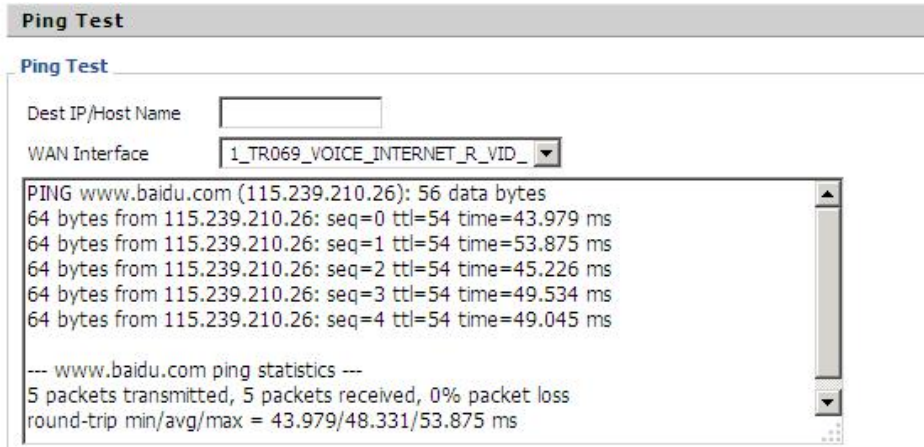 Ping Test
Ping Test
Dest IP/Host Name
WAN Interface 1_TR069_VOICE_INTERNET_R_VID_
PING www.baidu.com (115.239.210.26): 56 data bytes
64 bytes from 115.239.210.26: seq=0 ttl=54 time=43.979 ms
64 bytes from 115.239.210.26: seq=1 ttl=54 time=53.875 ms
64 bytes from 115.239.210.26: seq=2 ttl=54 time=45.226 ms
64 bytes from 115.239.210.26: seq=3 ttl=54 time=49.534 ms
64 bytes from 115.239.210.26: seq=4 ttl=54 time=49.045 ms
--- www.baidu.com ping statistics ---
5 packets transmitted, 5 packets received, 0% packet loss
round-trip min/avg/max = 43.979/48.331/53.875 ms